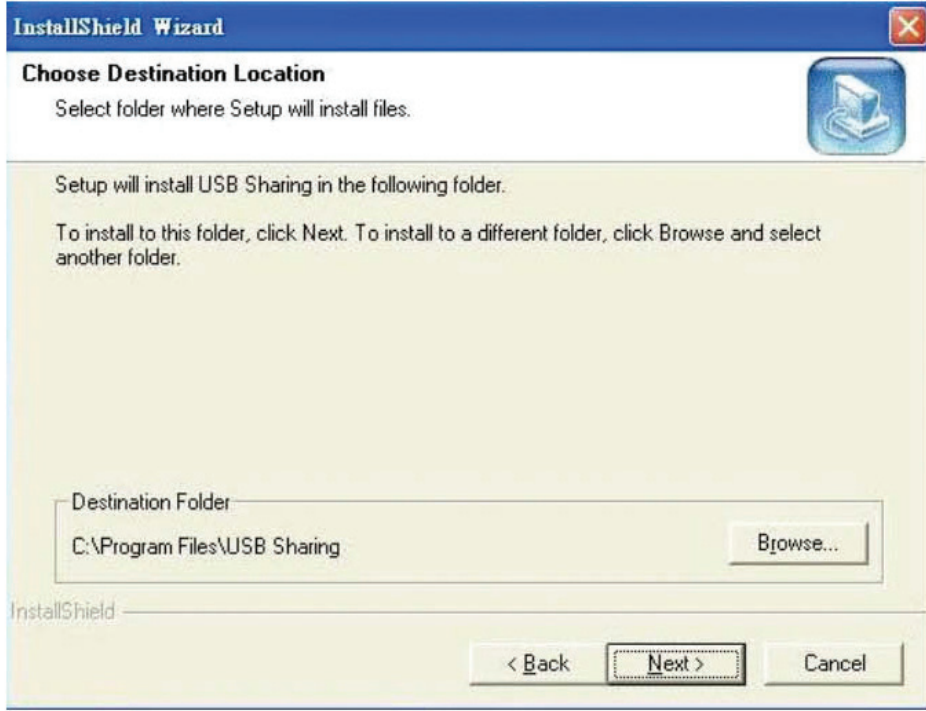 InstallShield Wizard
Choose Destination Location
Select folder where Setup will install files.
Setup will install USB Sharing in the following folder.
To install to this folder, click Next. To install to a different folder, click Browse and select
another folder.
Destination Folder
C:\Program Files\USB Sharing
Browse...
InstallShield
< Back
Next >
Cancel